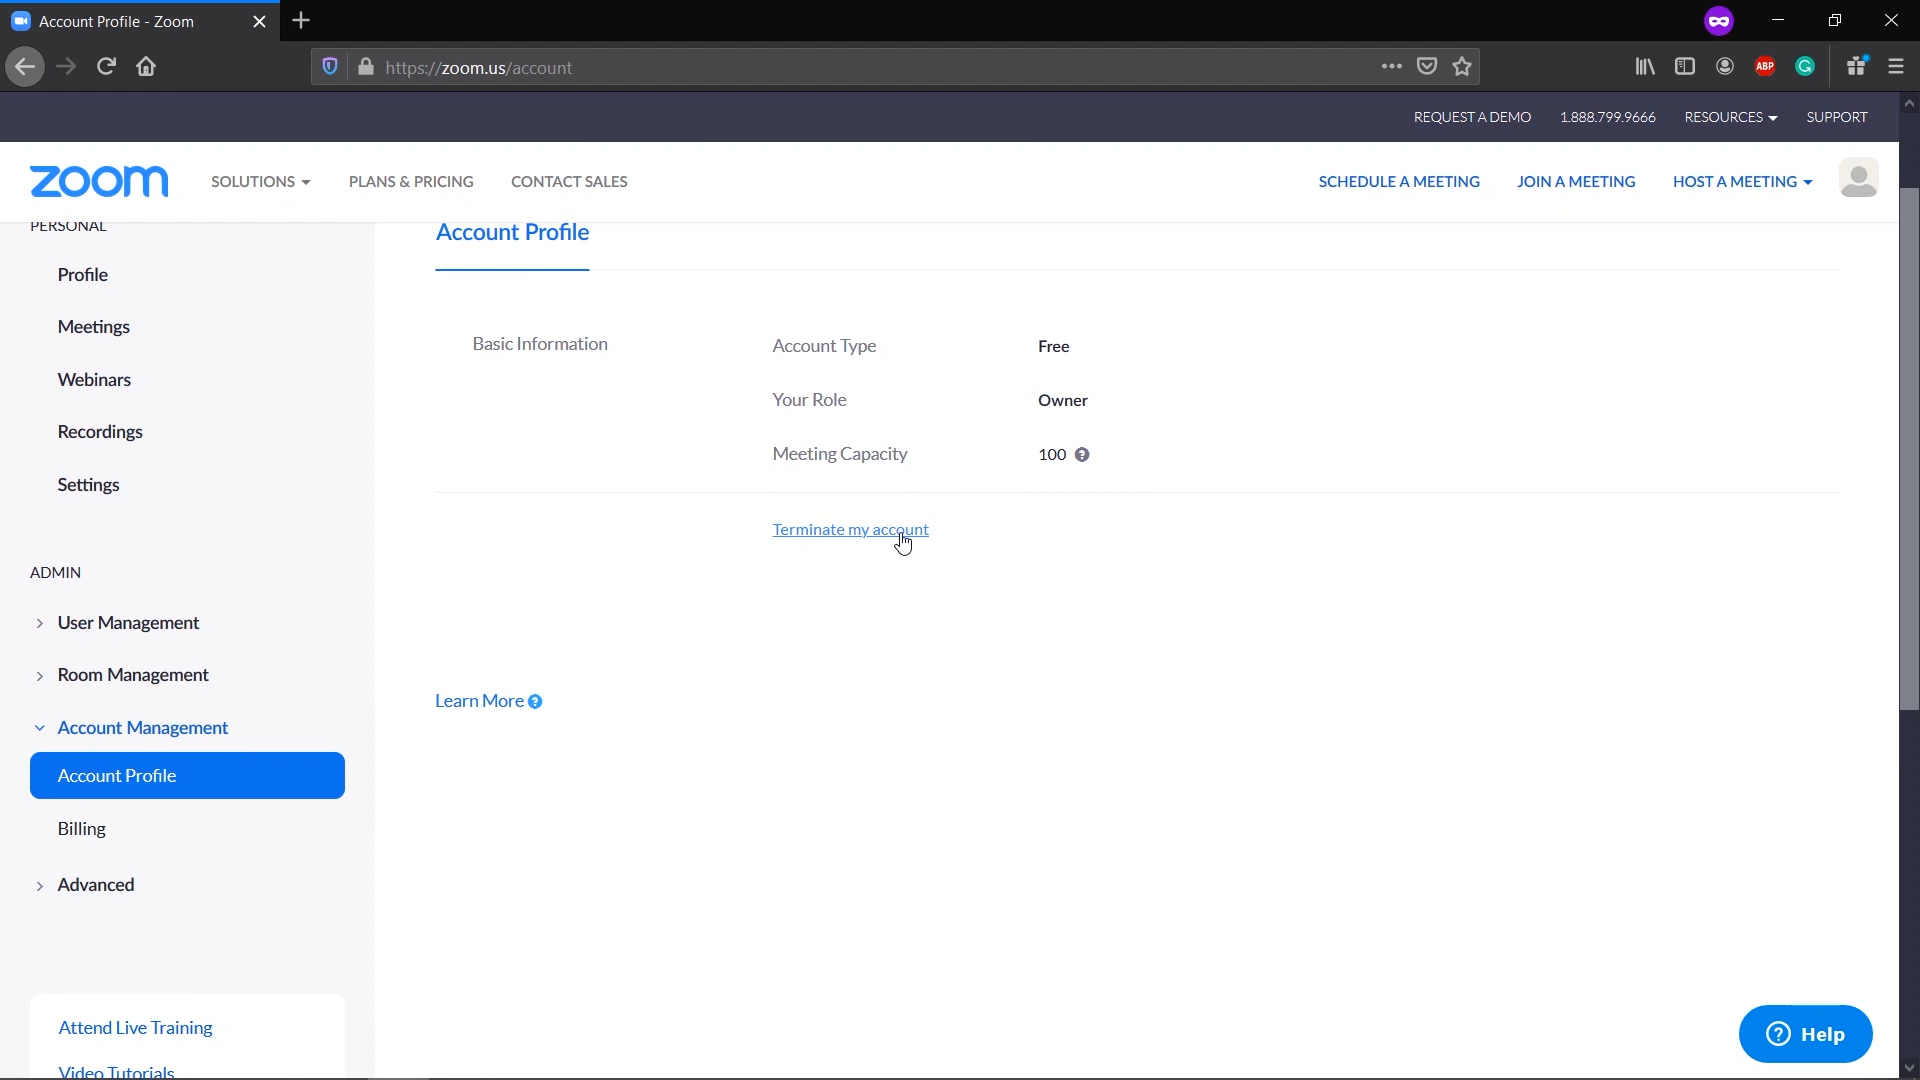 Account Profile - Zoom
https://zoom.us/account
ABP
REQUEST A DEMO 1.888.799.9666 RESOURCES SUPPORT
zoom SOLUTIONS PLANS & PRICING CONTACT SALES SCHEDULE A MEETING JOIN A MEETING HOST A MEETING
PERSONAL
Profile
Meetings
Webinars
Recordings
Settings
ADMIN
User Management
Room Management
Account Management
Account Profile
Billing
Advanced
Attend Live Training
Video Tutorials
Account Profile
Basic Information
Account Type Free
Your Role Owner
Meeting Capacity 100 ?
Terminate my account
Learn More ?
? Help